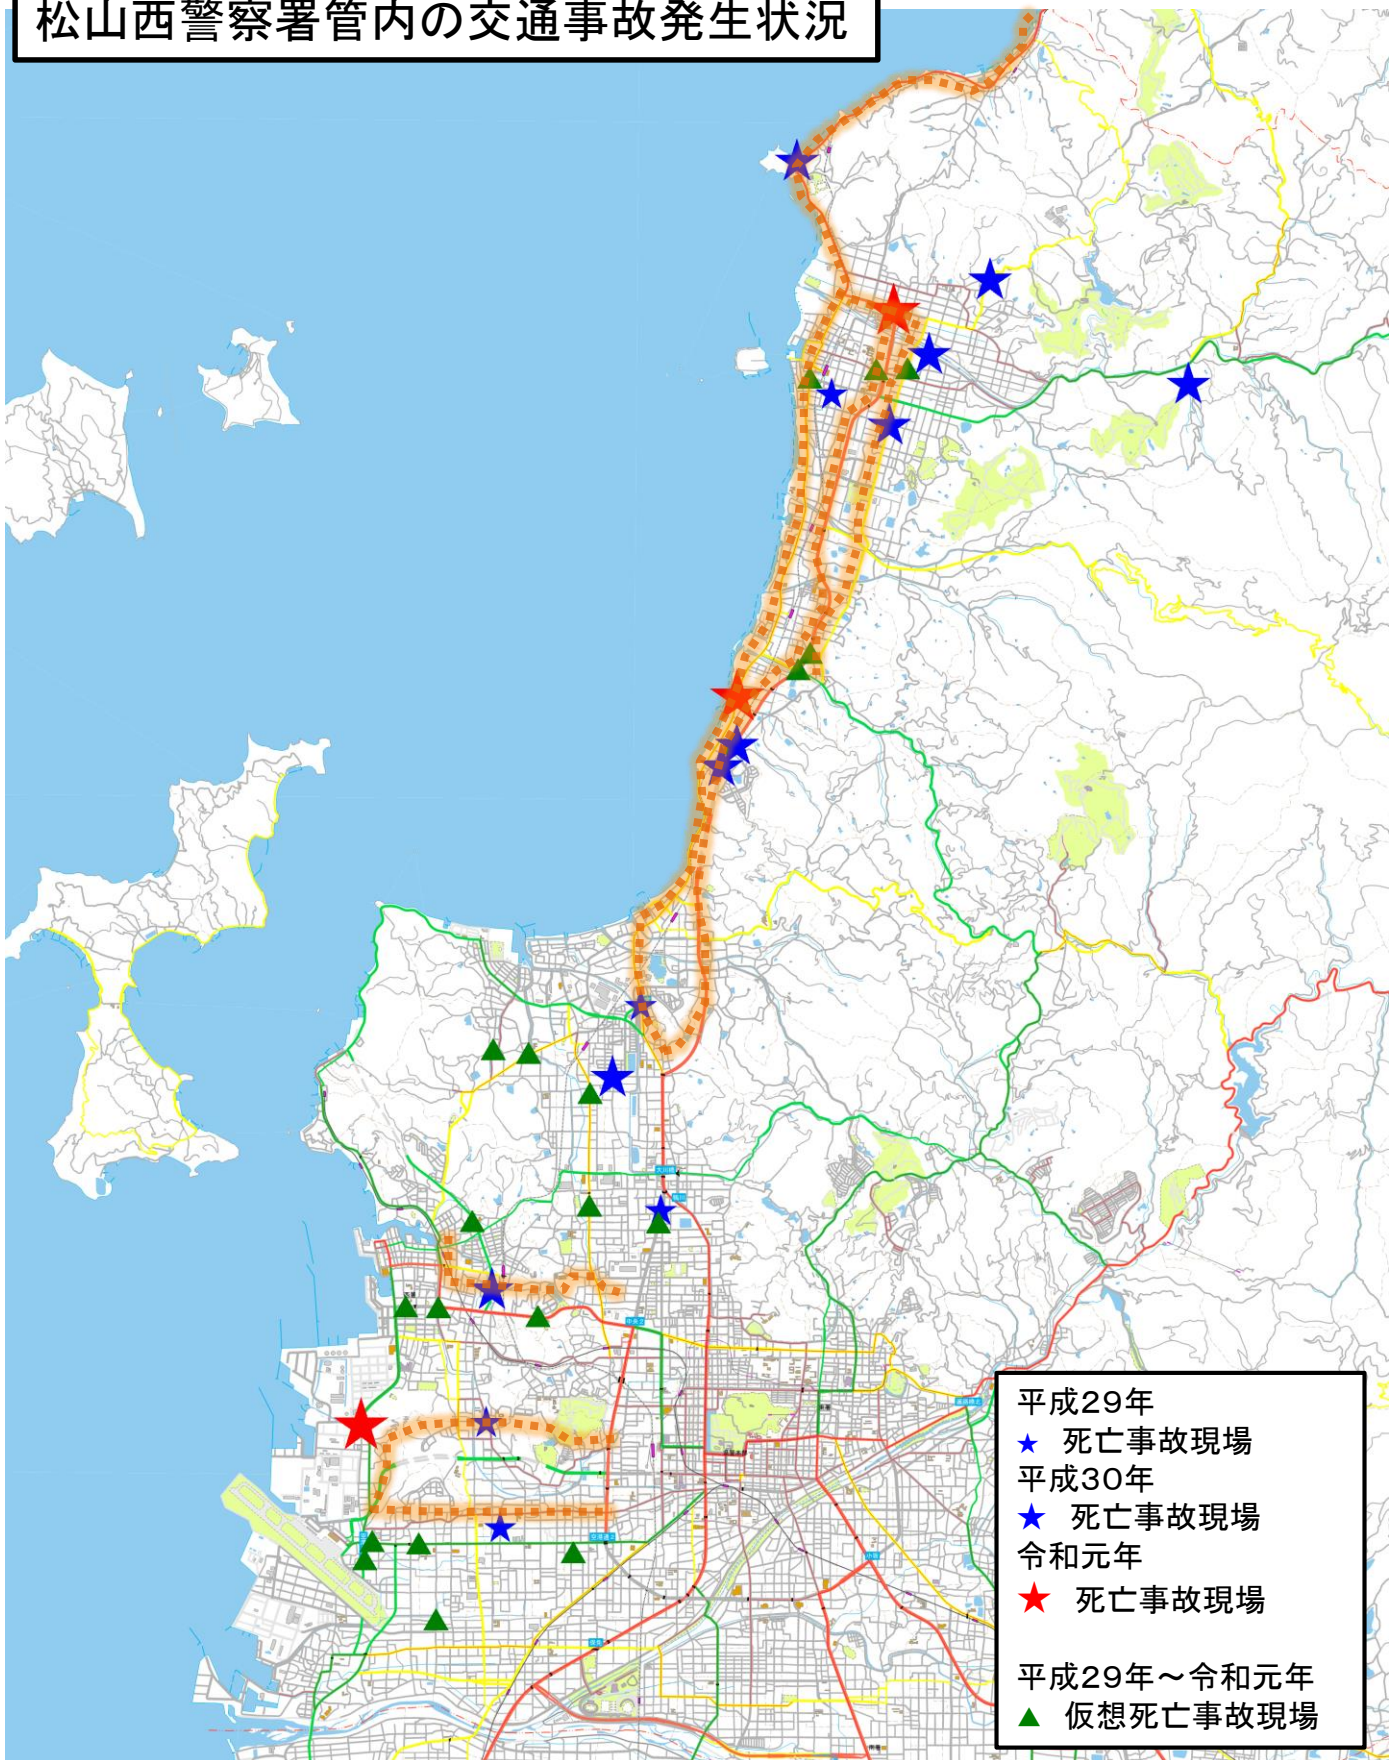 松山西警察署管内の交通事故発生状況
平成29年
死亡事故現場
平成30年
死亡事故現場
令和元年
死亡事故現場
平成29年～令和元年
仮想死亡事故現場